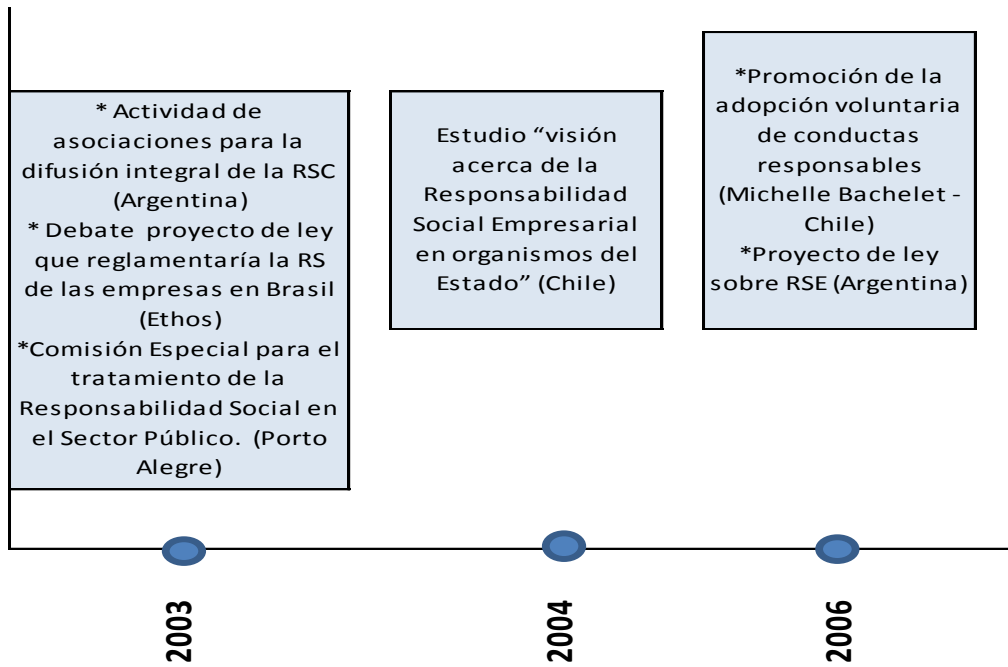 * Actividad de
asociaciones para la
difusión integral de la RSC
(Argentina)
* Debate proyecto de ley
que reglamentaría la RS
de las empresas en Brasil
(Ethos)
*Comisión Especial para el
tratamiento de la
Responsabilidad Social en
el Sector Público. (Porto
Alegre)
Estudio “visión
acerca de la
Responsabilidad
Social Empresarial
en organismos del
Estado” (Chile)
*Promoción de la
adopción voluntaria
de conductas
responsables
(Michelle Bachelet -
Chile)
*Proyecto de ley
sobre RSE (Argentina)
2003
2004
2006